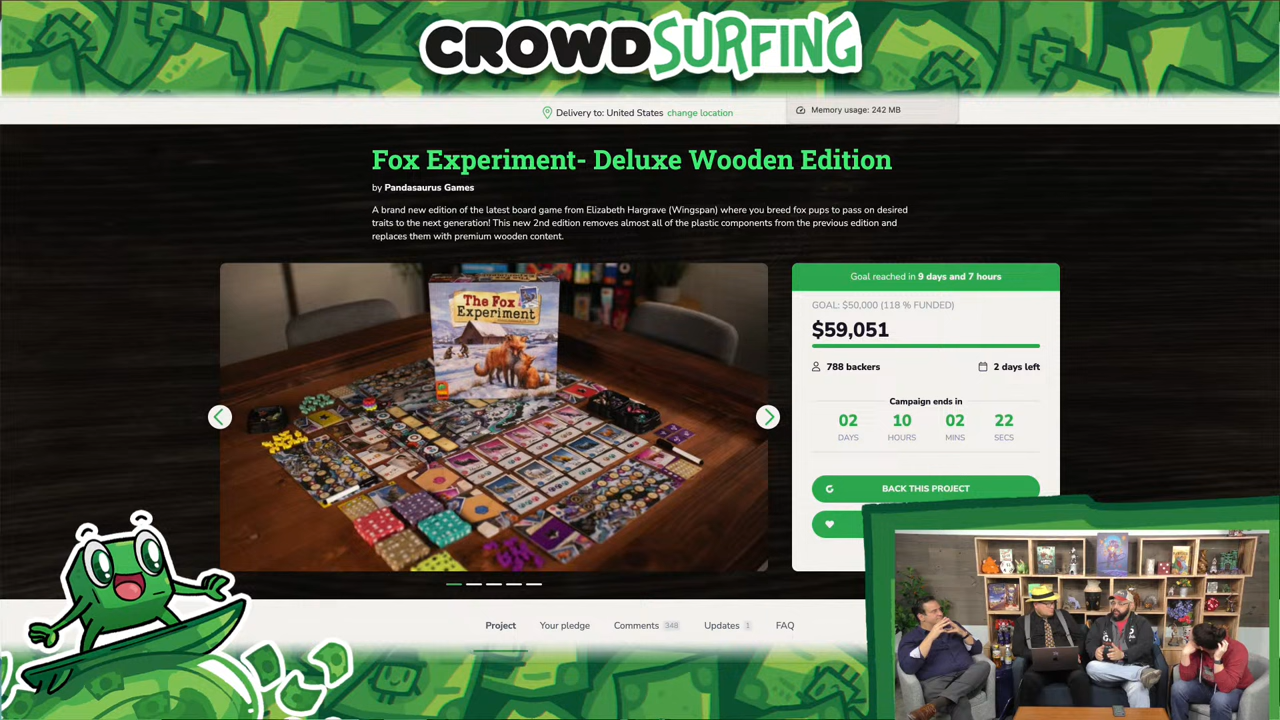 CROWDSURFING
Delivery to: United States change location
Memory usage: 242 MB
Fox Experiment- Deluxe Wooden Edition
by Pandasaurus Games
A brand new edition of the latest board game from Elizabeth Hargrave (Wingspan) where you breed fox pups to pass on desired
traits to the next generation! This new 2nd edition removes almost all of the plastic components from the previous edition and
replaces them with premium wooden content.
The Fox
Experiment
Goal reached in 9 days and 7 hours
GOAL: $50,000 (118 % FUNDED)
$59,051
788 backers
2 days left
Campaign ends in
02 10 02 22
DAYS HOURS MINS SECS
BACK THIS PROJECT
Project Your pledge Comments 348 Updates 1 FAQ